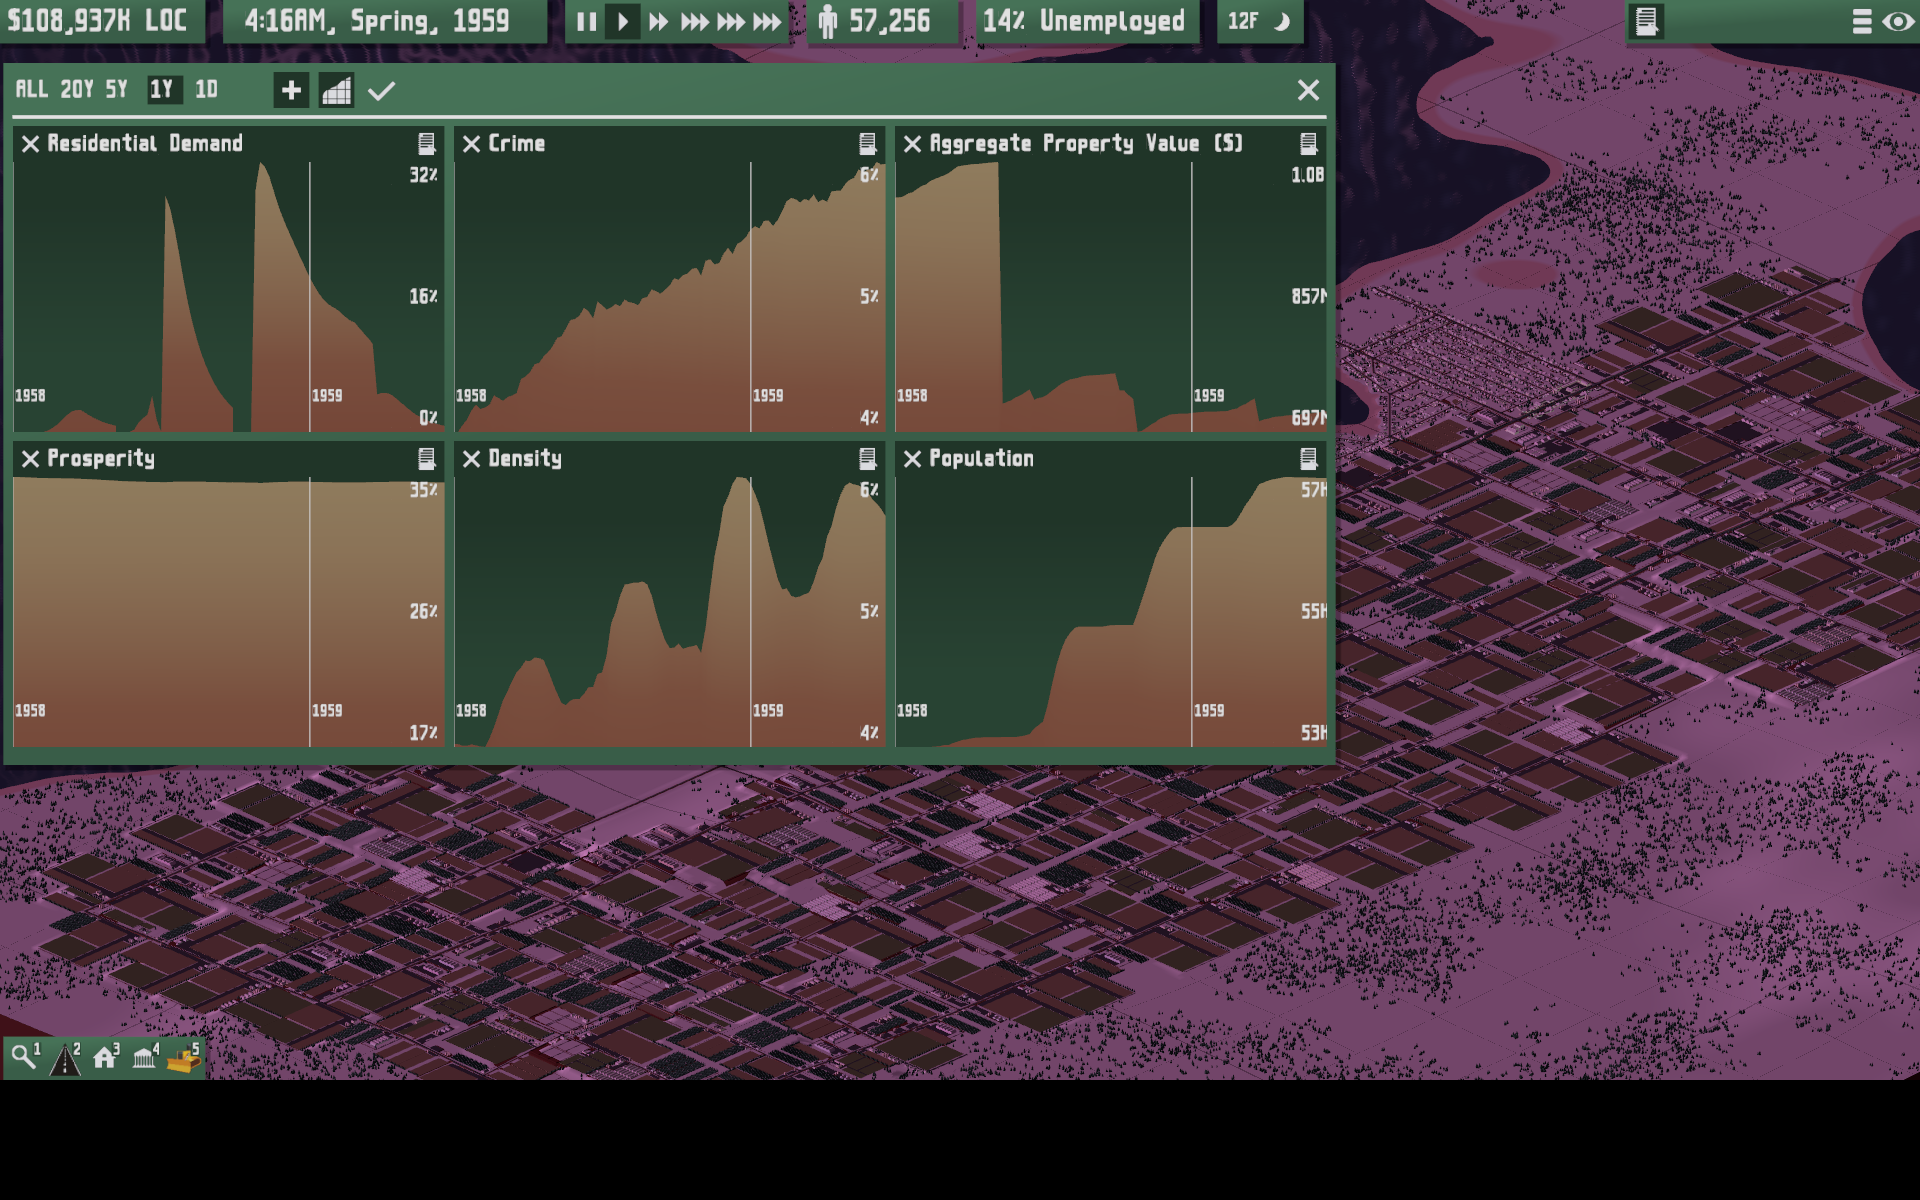 $108,937K LOC
4:16AM, Spring, 1959
57,256
14% Unemployed
12F
ALL 20Y 5Y 1Y 1D
Residential Demand
32%
16%
1958
1959
0%
Crime
6%
5%
1958
1959
4%
Aggregate Property Value ($)
1.0B
857M
1958
1959
697M
Prosperity
35%
26%
1958
1959
17%
Density
6%
5%
1958
1959
4%
Population
57K
55K
1958
1959
53K
1 2 3 4 5